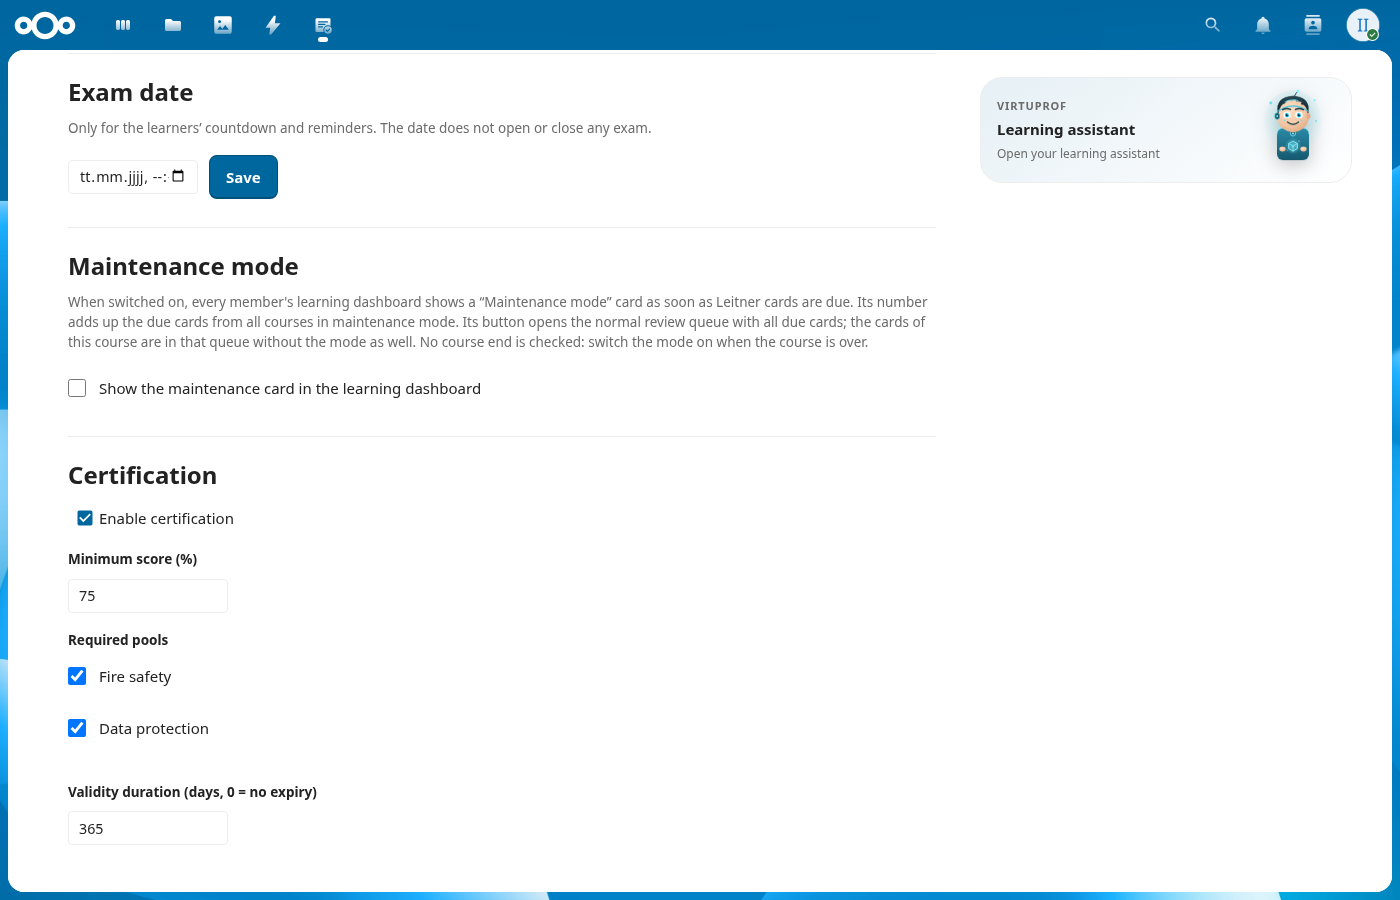 II
Exam date
Only for the learners’ countdown and reminders. The date does not open or close any exam.
tt.mm.jjjj, --:
Save
VIRTUPROF
Learning assistant
Open your learning assistant
Maintenance mode
When switched on, every member's learning dashboard shows a “Maintenance mode” card as soon as Leitner cards are due. Its number
adds up the due cards from all courses in maintenance mode. Its button opens the normal review queue with all due cards; the cards of
this course are in that queue without the mode as well. No course end is checked: switch the mode on when the course is over.
Show the maintenance card in the learning dashboard
Certification
Enable certification
Minimum score (%)
75
Required pools
Fire safety
Data protection
Validity duration (days, 0 = no expiry)
365